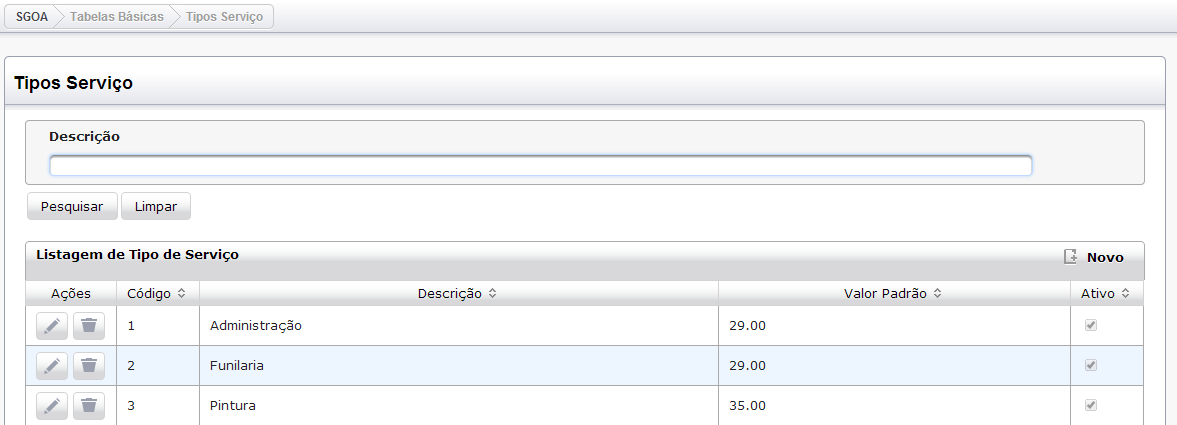 SGOA Tabelas Básicas Tipos Serviço
Tipos Serviço
Descrição
Pesquisar Limpar
Listagem de Tipo de Serviço Novo
Ações Código Descrição Valor Padrão Ativo
1 Administração 29.00
2 Funilaria 29.00
3 Pintura 35.00